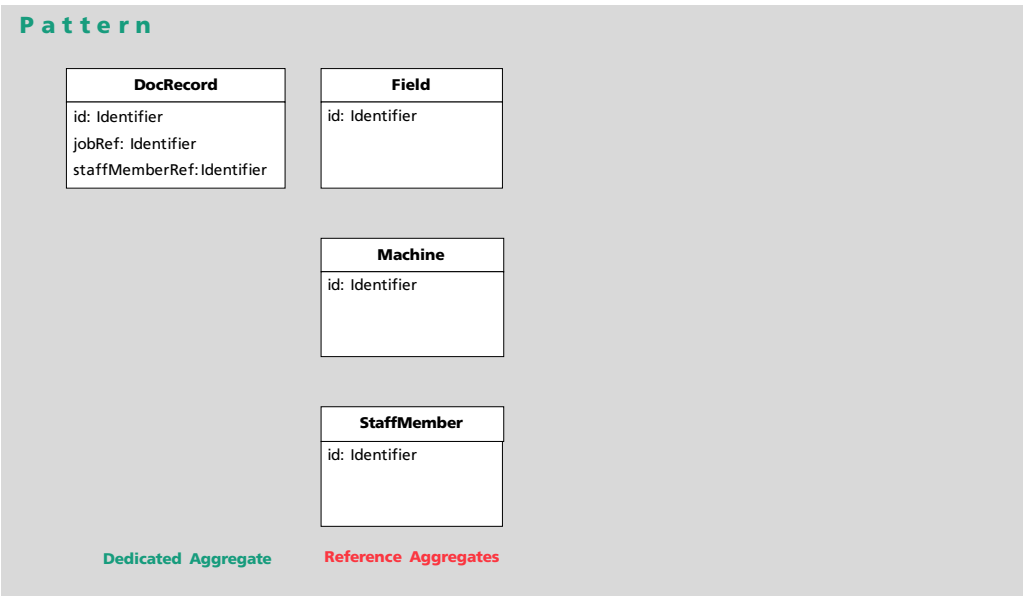 Pattern
DocRecord
id: Identifier
jobRef: Identifier
staffMemberRef: Identifier
Field
id: Identifier
Machine
id: Identifier
StaffMember
id: Identifier
Dedicated Aggregate
Reference Aggregates